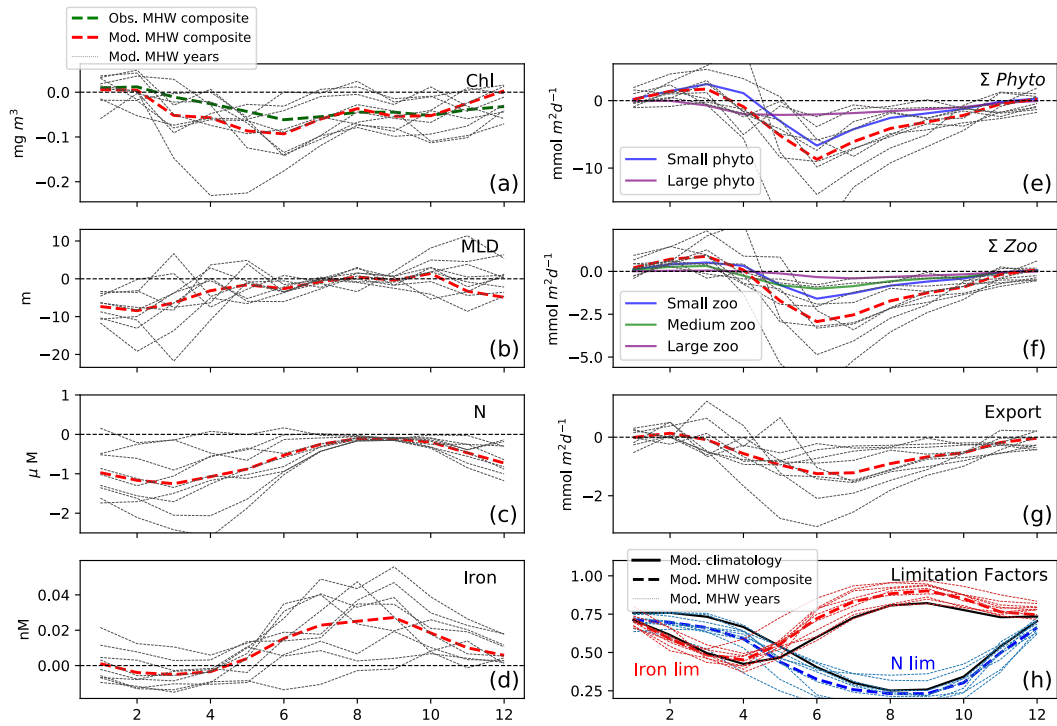 Obs. MHW composite
Mod. MHW composite
Mod. MHW years
Chl
0.0
−0.1
−0.2
mg m³
(a)
MLD
10
0
−10
−20
m
(b)
N
1
0
−1
−2
μ M
(c)
Iron
0.04
0.02
0.00
nM
(d)
2 4 6 8 10 12
Σ Phyto
0
−10
mmol m²d⁻¹
Small phyto
Large phyto
(e)
Σ Zoo
0.0
−2.5
−5.0
mmol m²d⁻¹
Small zoo
Medium zoo
Large zoo
(f)
Export
0
−2
mmol m²d⁻¹
(g)
Mod. climatology
Mod. MHW composite
Mod. MHW years
Limitation Factors
1.00
0.75
0.50
0.25
Iron lim
N lim
(h)
2 4 6 8 10 12